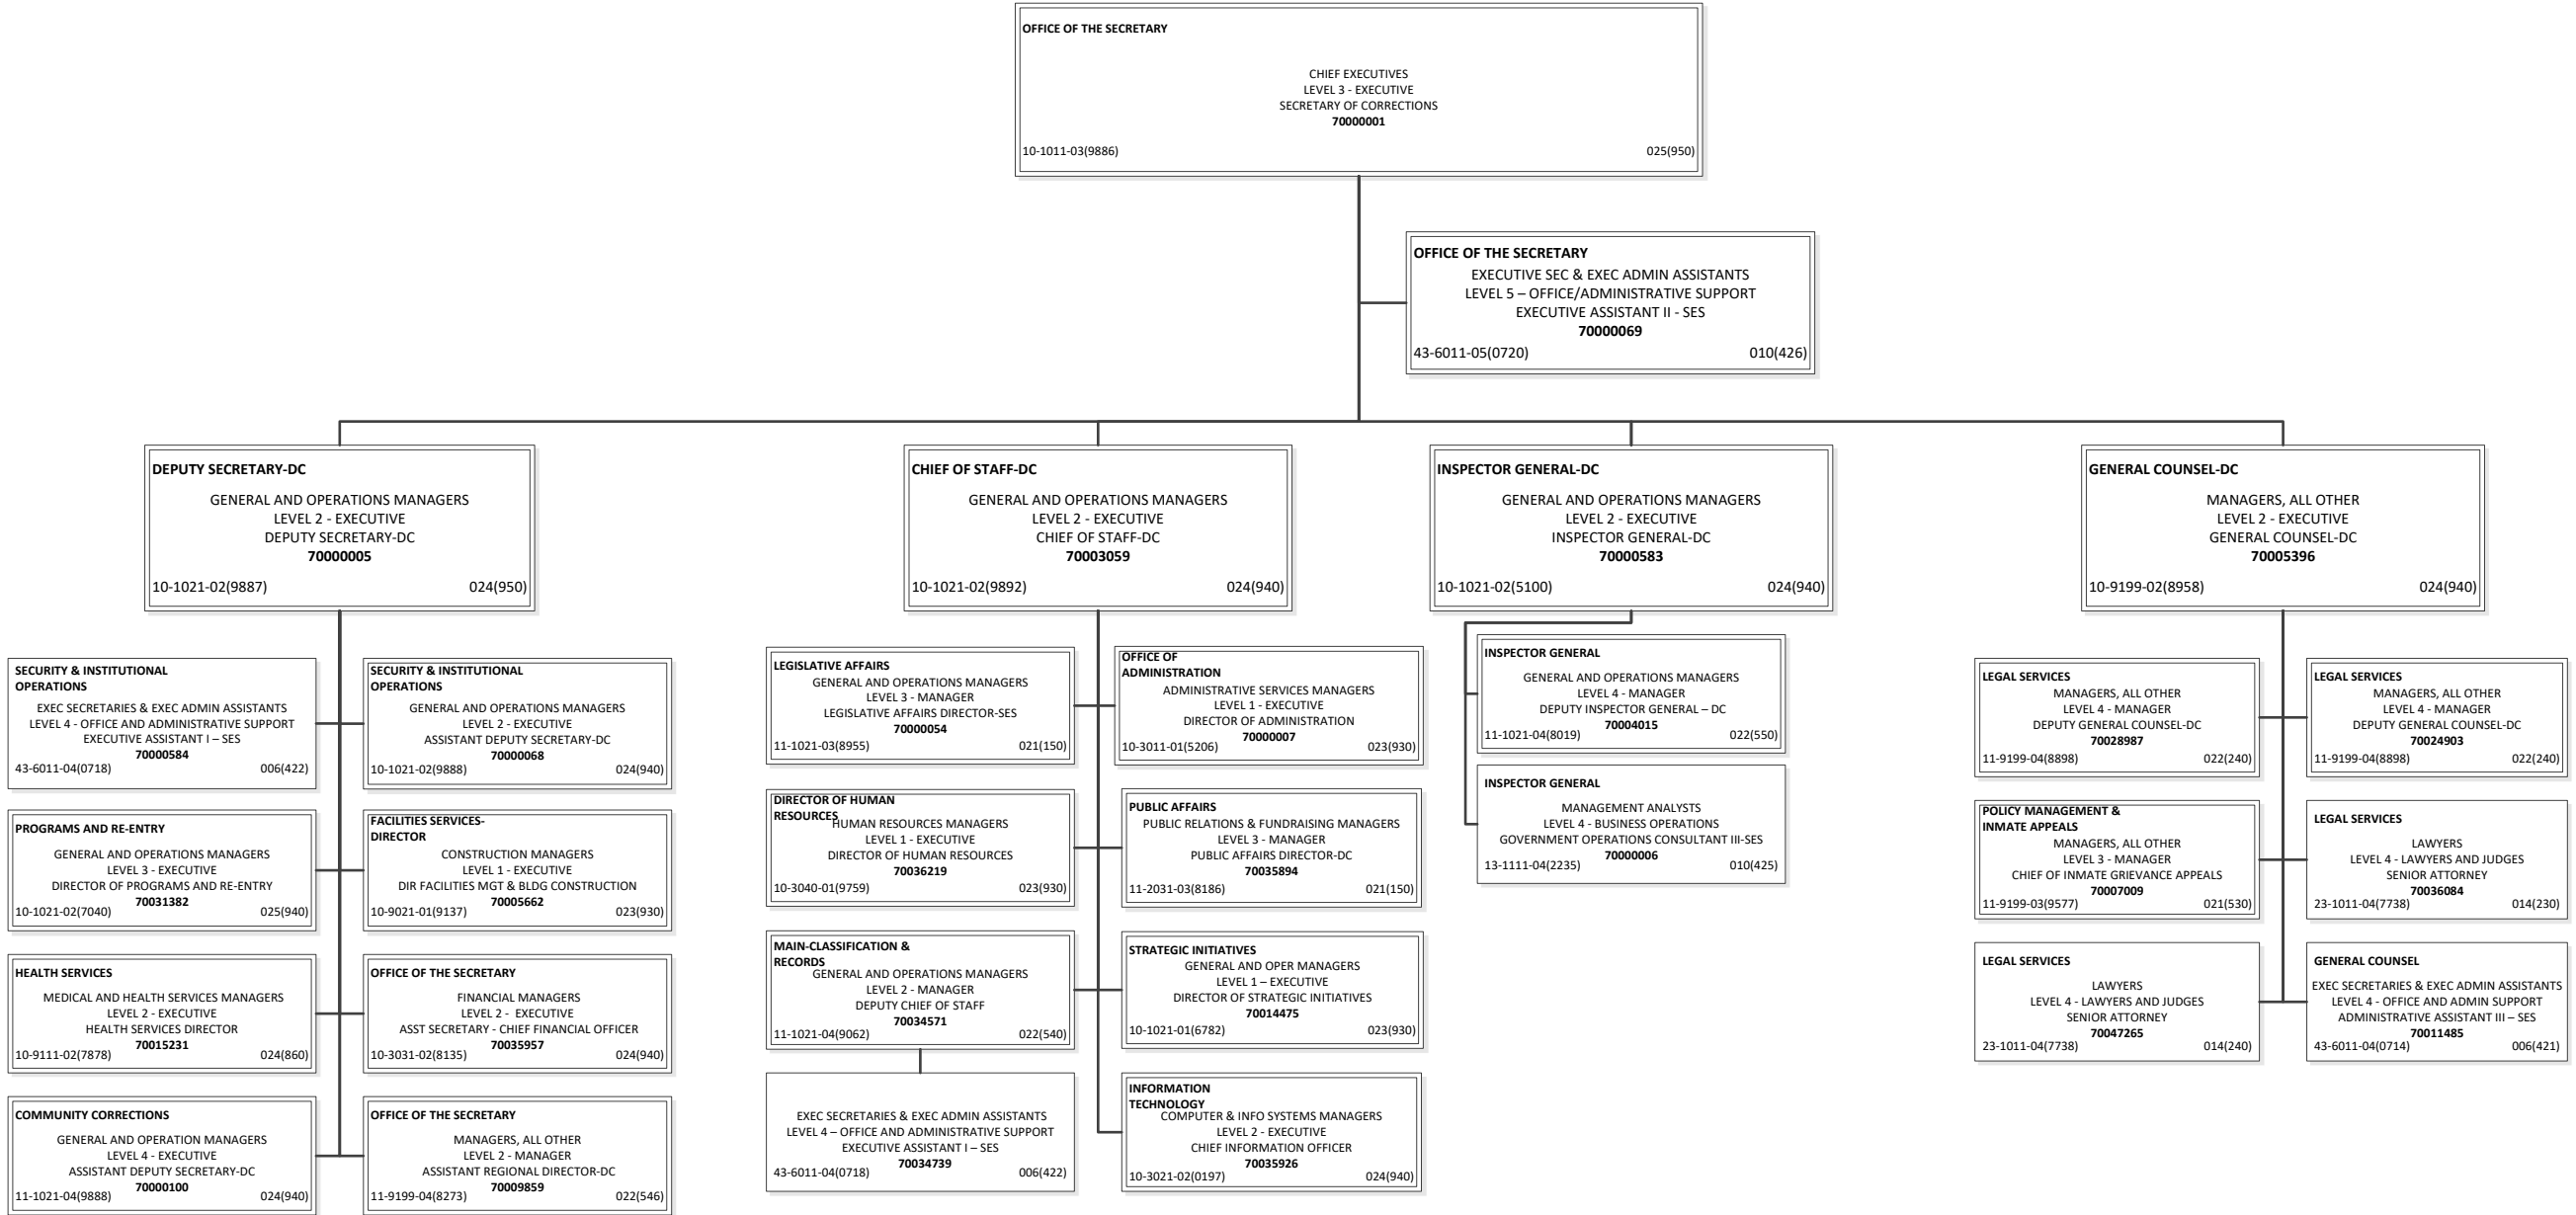 OFFICE OF THE SECRETARY
CHIEF EXECUTIVES
LEVEL 3 - EXECUTIVE
SECRETARY OF CORRECTIONS
70000001
10-1011-03(9886) 025(950)
OFFICE OF THE SECRETARY
EXECUTIVE SEC & EXEC ADMIN ASSISTANTS
LEVEL 5 – OFFICE/ADMINISTRATIVE SUPPORT
EXECUTIVE ASSISTANT II - SES
70000069
43-6011-05(0720) 010(426)
DEPUTY SECRETARY-DC
GENERAL AND OPERATIONS MANAGERS
LEVEL 2 - EXECUTIVE
DEPUTY SECRETARY-DC
70000005
10-1021-02(9887) 024(950)
SECURITY & INSTITUTIONAL
OPERATIONS
EXEC SECRETARIES & EXEC ADMIN ASSISTANTS
LEVEL 4 - OFFICE AND ADMINISTRATIVE SUPPORT
EXECUTIVE ASSISTANT I – SES
70000584
43-6011-04(0718) 006(422)
SECURITY & INSTITUTIONAL
OPERATIONS
GENERAL AND OPERATIONS MANAGERS
LEVEL 2 - EXECUTIVE
ASSISTANT DEPUTY SECRETARY-DC
70000068
10-1021-02(9888) 024(940)
PROGRAMS AND RE-ENTRY
GENERAL AND OPERATIONS MANAGERS
LEVEL 3 - EXECUTIVE
DIRECTOR OF PROGRAMS AND RE-ENTRY
70031382
10-1021-02(7040) 025(940)
FACILITIES SERVICES-
DIRECTOR
CONSTRUCTION MANAGERS
LEVEL 1 - EXECUTIVE
DIR FACILITIES MGT & BLDG CONSTRUCTION
70005662
10-9021-01(9137) 023(930)
HEALTH SERVICES
MEDICAL AND HEALTH SERVICES MANAGERS
LEVEL 2 - EXECUTIVE
HEALTH SERVICES DIRECTOR
70015231
10-9111-02(7878) 024(860)
OFFICE OF THE SECRETARY
FINANCIAL MANAGERS
LEVEL 2 - EXECUTIVE
ASST SECRETARY - CHIEF FINANCIAL OFFICER
70035957
10-3031-02(8135) 024(940)
COMMUNITY CORRECTIONS
GENERAL AND OPERATION MANAGERS
LEVEL 4 - EXECUTIVE
ASSISTANT DEPUTY SECRETARY-DC
70000100
11-1021-04(9888) 024(940)
OFFICE OF THE SECRETARY
MANAGERS, ALL OTHER
LEVEL 2 - MANAGER
ASSISTANT REGIONAL DIRECTOR-DC
70009859
11-9199-04(8273) 022(546)
CHIEF OF STAFF-DC
GENERAL AND OPERATIONS MANAGERS
LEVEL 2 - EXECUTIVE
CHIEF OF STAFF-DC
70003059
10-1021-02(9892) 024(940)
LEGISLATIVE AFFAIRS
GENERAL AND OPERATIONS MANAGERS
LEVEL 3 - MANAGER
LEGISLATIVE AFFAIRS DIRECTOR-SES
70000054
11-1021-03(8955) 021(150)
OFFICE OF
ADMINISTRATION
ADMINISTRATIVE SERVICES MANAGERS
LEVEL 1 - EXECUTIVE
DIRECTOR OF ADMINISTRATION
70000007
10-3011-01(5206) 023(930)
DIRECTOR OF HUMAN
RESOURCES
HUMAN RESOURCES MANAGERS
LEVEL 1 - EXECUTIVE
DIRECTOR OF HUMAN RESOURCES
70036219
10-3040-01(9759) 023(930)
PUBLIC AFFAIRS
PUBLIC RELATIONS & FUNDRAISING MANAGERS
LEVEL 3 - MANAGER
PUBLIC AFFAIRS DIRECTOR-DC
70035894
11-2031-03(8186) 021(150)
MAIN-CLASSIFICATION &
RECORDS
GENERAL AND OPERATIONS MANAGERS
LEVEL 2 - MANAGER
DEPUTY CHIEF OF STAFF
70034571
11-1021-04(9062) 022(540)
STRATEGIC INITIATIVES
GENERAL AND OPER MANAGERS
LEVEL 1 – EXECUTIVE
DIRECTOR OF STRATEGIC INITIATIVES
70014475
10-1021-01(6782) 023(930)
EXEC SECRETARIES & EXEC ADMIN ASSISTANTS
LEVEL 4 – OFFICE AND ADMINISTRATIVE SUPPORT
EXECUTIVE ASSISTANT I – SES
70034739
43-6011-04(0718) 006(422)
INFORMATION
TECHNOLOGY
COMPUTER & INFO SYSTEMS MANAGERS
LEVEL 2 - EXECUTIVE
CHIEF INFORMATION OFFICER
70035926
10-3021-02(0197) 024(940)
INSPECTOR GENERAL-DC
GENERAL AND OPERATIONS MANAGERS
LEVEL 2 - EXECUTIVE
INSPECTOR GENERAL-DC
70000583
10-1021-02(5100) 024(940)
INSPECTOR GENERAL
GENERAL AND OPERATIONS MANAGERS
LEVEL 4 - MANAGER
DEPUTY INSPECTOR GENERAL – DC
70004015
11-1021-04(8019) 022(550)
INSPECTOR GENERAL
MANAGEMENT ANALYSTS
LEVEL 4 - BUSINESS OPERATIONS
GOVERNMENT OPERATIONS CONSULTANT III-SES
70000006
13-1111-04(2235) 010(425)
GENERAL COUNSEL-DC
MANAGERS, ALL OTHER
LEVEL 2 - EXECUTIVE
GENERAL COUNSEL-DC
70005396
10-9199-02(8958) 024(940)
LEGAL SERVICES
MANAGERS, ALL OTHER
LEVEL 4 - MANAGER
DEPUTY GENERAL COUNSEL-DC
70028987
11-9199-04(8898) 022(240)
LEGAL SERVICES
MANAGERS, ALL OTHER
LEVEL 4 - MANAGER
DEPUTY GENERAL COUNSEL-DC
70024903
11-9199-04(8898) 022(240)
POLICY MANAGEMENT &
INMATE APPEALS
MANAGERS, ALL OTHER
LEVEL 3 - MANAGER
CHIEF OF INMATE GRIEVANCE APPEALS
70007009
11-9199-03(9577) 021(530)
LEGAL SERVICES
LAWYERS
LEVEL 4 - LAWYERS AND JUDGES
SENIOR ATTORNEY
70036084
23-1011-04(7738) 014(230)
LEGAL SERVICES
LAWYERS
LEVEL 4 - LAWYERS AND JUDGES
SENIOR ATTORNEY
70047265
23-1011-04(7738) 014(240)
GENERAL COUNSEL
EXEC SECRETARIES & EXEC ADMIN ASSISTANTS
LEVEL 4 - OFFICE AND ADMIN SUPPORT
ADMINISTRATIVE ASSISTANT III – SES
70011485
43-6011-04(0714) 006(421)